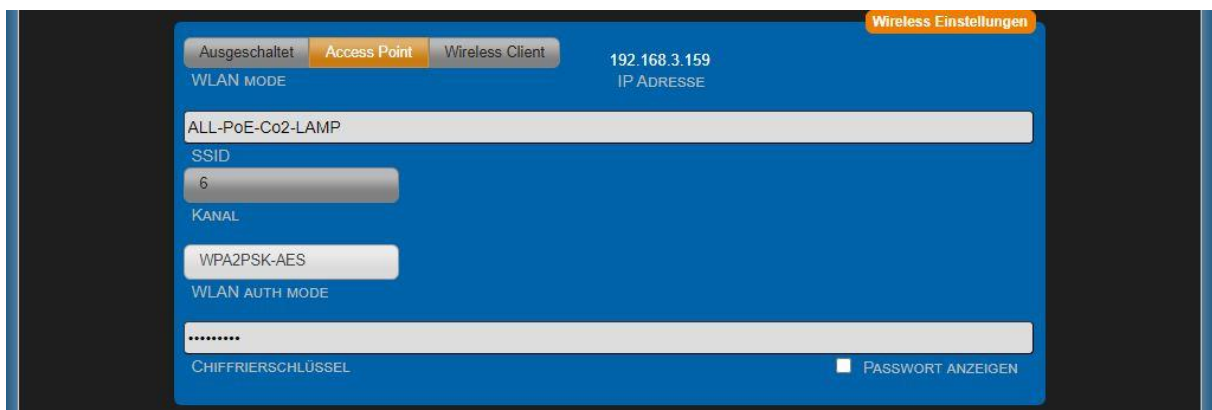 Wireless Einstellungen
Ausgeschaltet Access Point Wireless Client
192.168.3.159
WLAN MODE
IP ADRESSE
ALL-PoE-Co2-LAMP
SSID
6
KANAL
WPA2PSK-AES
WLAN AUTH MODE
•••••••••
CHIFFRIERSCHLÜSSEL
PASSWORT ANZEIGEN